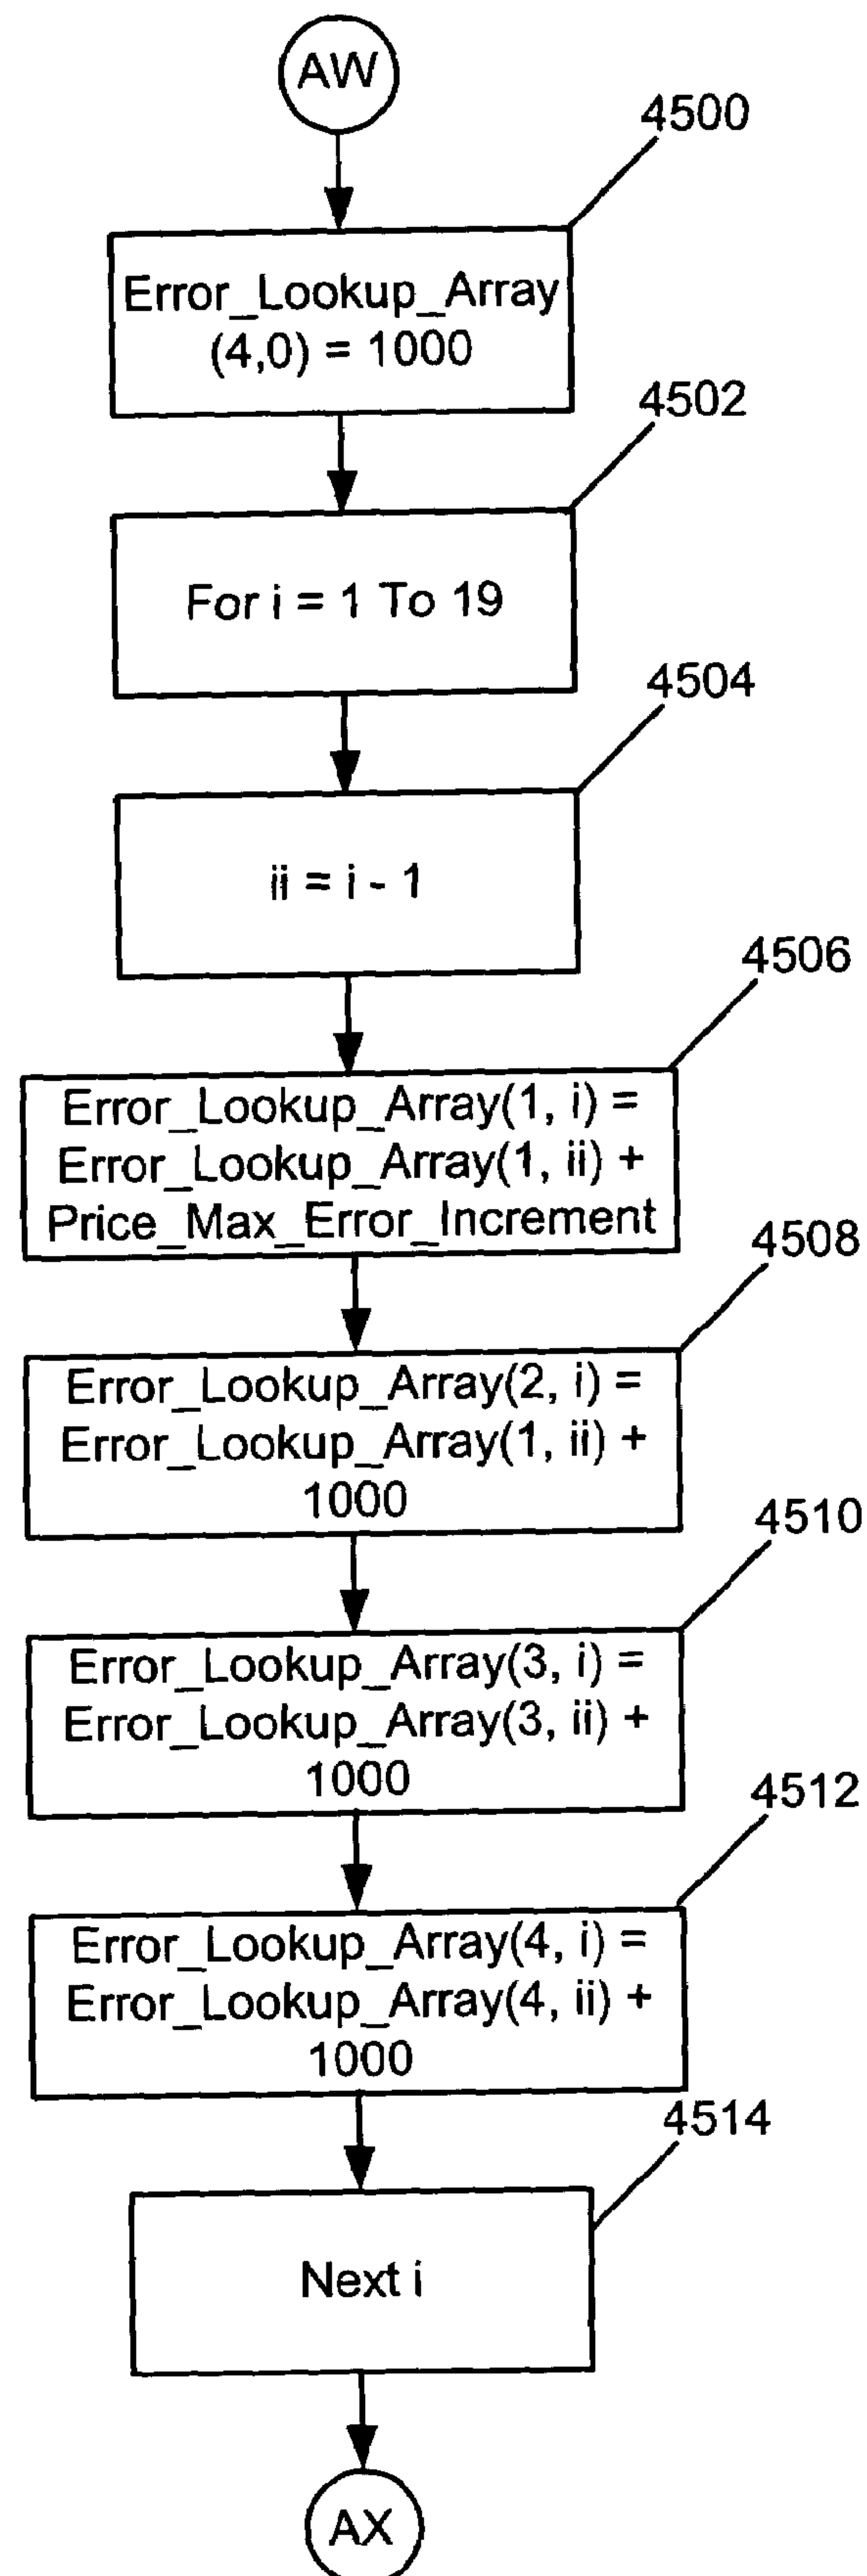 AW
4500
Error_Lookup_Array
(4,0) = 1000
4502
For i = 1 To 19
4504
ii = i - 1
4506
Error_Lookup_Array(1, i) =
Error_Lookup_Array(1, ii) +
Price_Max_Error_Increment
4508
Error_Lookup_Array(2, i) =
Error_Lookup_Array(1, ii) +
1000
4510
Error_Lookup_Array(3, i) =
Error_Lookup_Array(3, ii) +
1000
4512
Error_Lookup_Array(4, i) =
Error_Lookup_Array(4, ii) +
1000
4514
Next i
AX